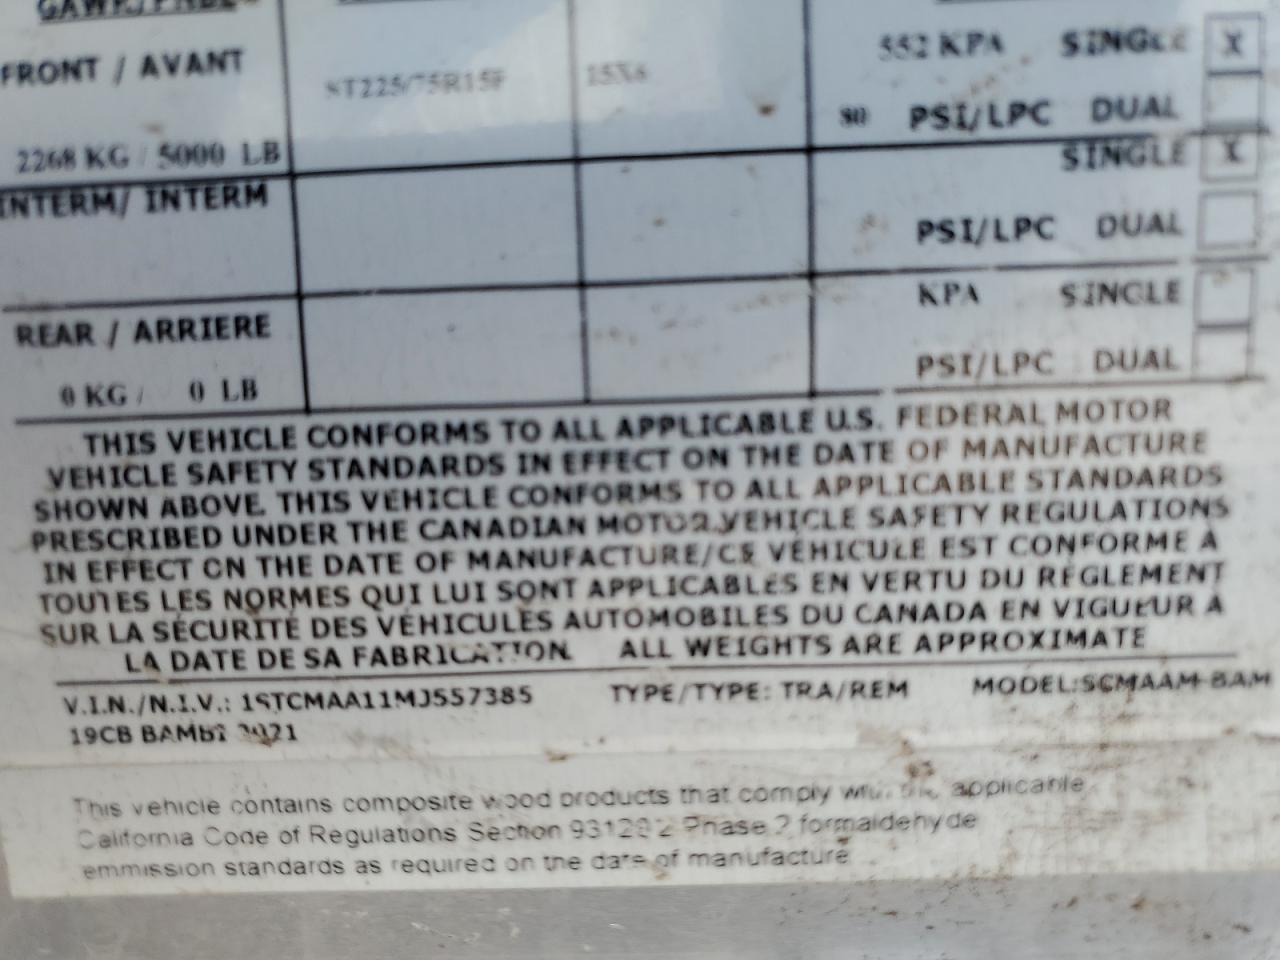 FRONT / AVANT
ST225/75R15F
15X6
552 KPA SINGLE X
80 PSI/LPC DUAL
2268 KG / 5000 LB
SINGLE X
INTERM/ INTERM
PSI/LPC DUAL
KPA SINGLE
REAR / ARRIERE
PSI/LPC DUAL
0 KG / 0 LB
THIS VEHICLE CONFORMS TO ALL APPLICABLE U.S. FEDERAL MOTOR
VEHICLE SAFETY STANDARDS IN EFFECT ON THE DATE OF MANUFACTURE
SHOWN ABOVE. THIS VEHICLE CONFORMS TO ALL APPLICABLE STANDARDS
PRESCRIBED UNDER THE CANADIAN MOTOR VEHICLE SAFETY REGULATIONS
IN EFFECT ON THE DATE OF MANUFACTURE/CE VÉHICULE EST CONFORME À
TOUTES LES NORMES QUI LUI SONT APPLICABLES EN VERTU DU RÈGLEMENT
SUR LA SÉCURITÉ DES VÉHICULES AUTOMOBILES DU CANADA EN VIGUEUR À
LA DATE DE SA FABRICATION. ALL WEIGHTS ARE APPROXIMATE
V.I.N./N.I.V.: 1STCMAA11MJ557385 TYPE/TYPE: TRA/REM MODEL:SCMAAM-BAM
19CB BAMBI 2021
This vehicle contains composite wood products that comply with the applicable
California Code of Regulations Section 93120.2 Phase 2 formaldehyde
emmission standards as required on the date of manufacture